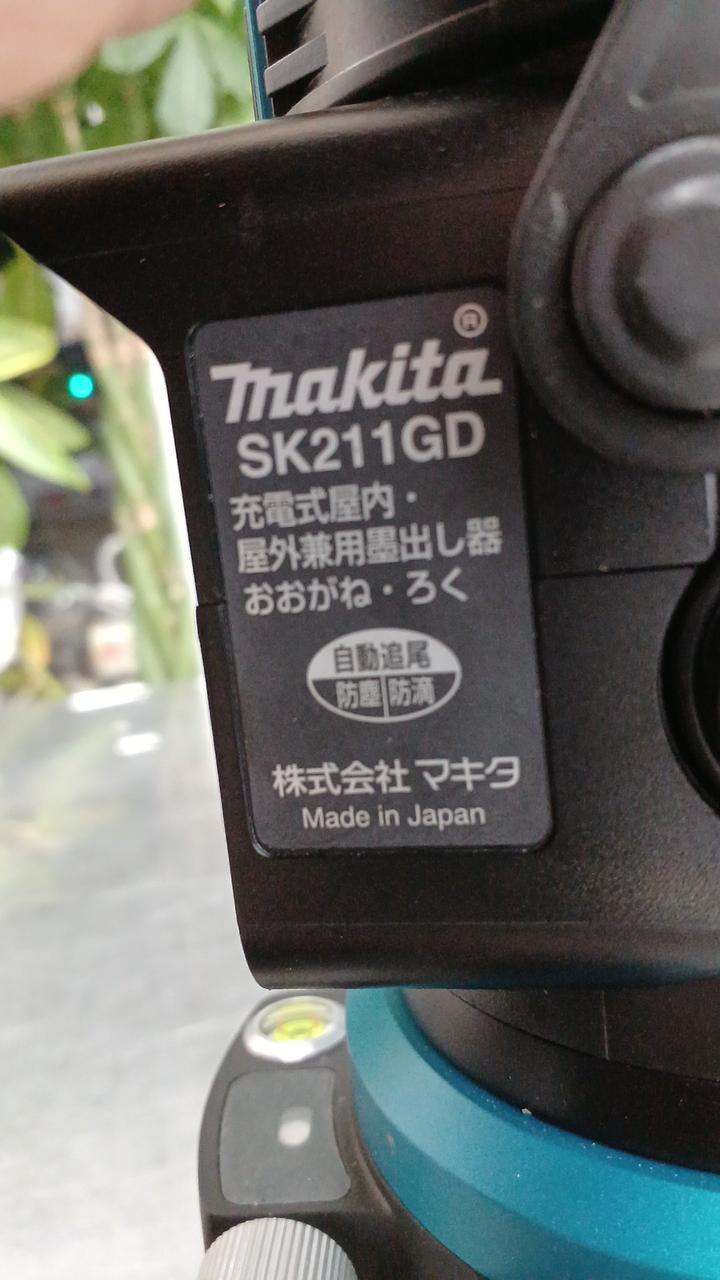 makita®
SK211GD
充電式屋内・
屋外兼用墨出し器
おおがね・ろく
自動追尾
防塵 防滴
株式会社 マキタ
Made in Japan